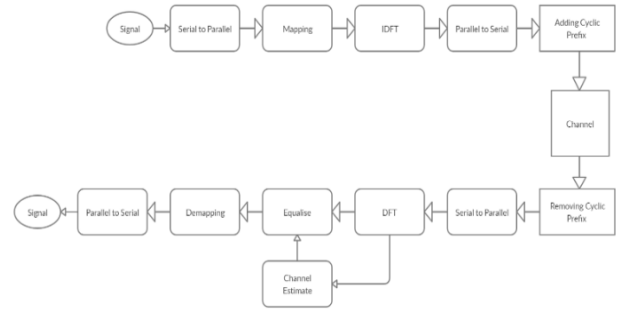 Signal
Serial to Parallel
Mapping
IDFT
Parallel to Serial
Adding Cyclic
Prefix
Channel
Signal
Parallel to Serial
Demapping
Equalise
DFT
Serial to Parallel
Removing Cyclic
Prefix
Channel
Estimate